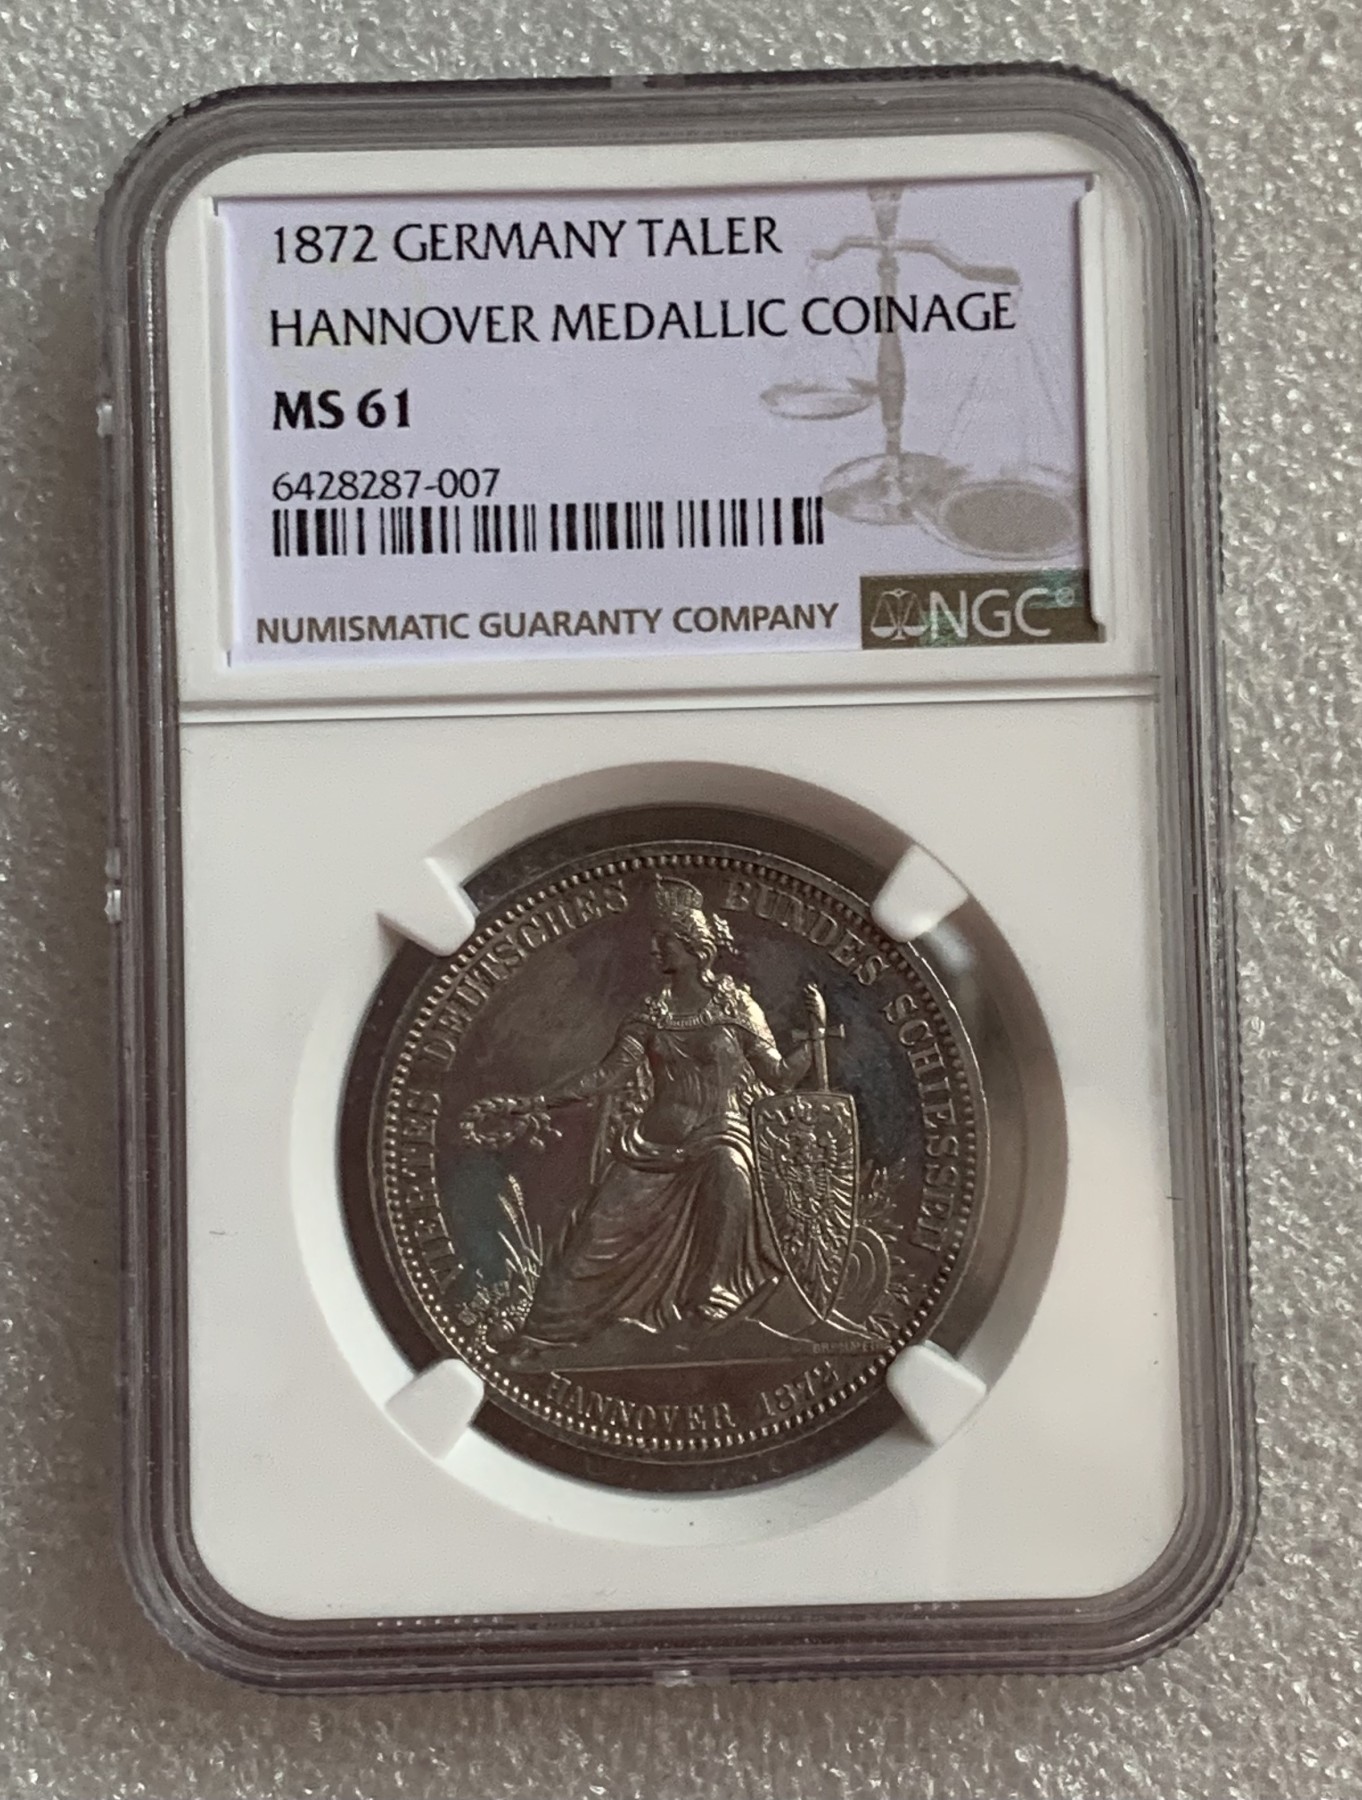 1872 GERMANY TALER
HANNOVER MEDALLIC COINAGE
MS 61
6428287-007
NUMISMATIC GUARANTY COMPANY
NGC®
VIERTES DEUTSCHES BUNDES SCHIESSEN
HANNOVER 1872